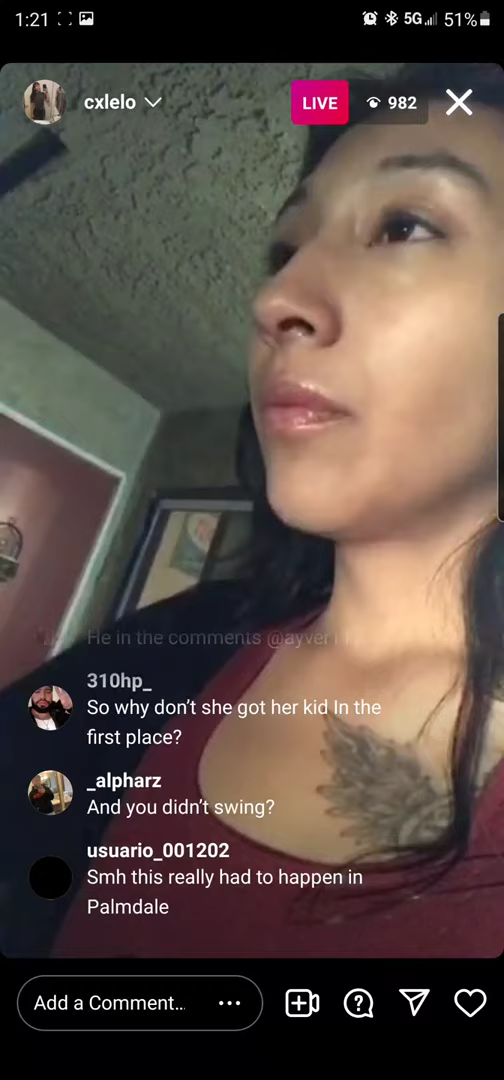 1:21
5G
51%
cxlelo
LIVE
982
He in the comments
310hp_
So why don't she got her kid In the
first place?
_alpharz
And you didn't swing?
usuario_001202
Smh this really had to happen in
Palmdale
Add a Comment...